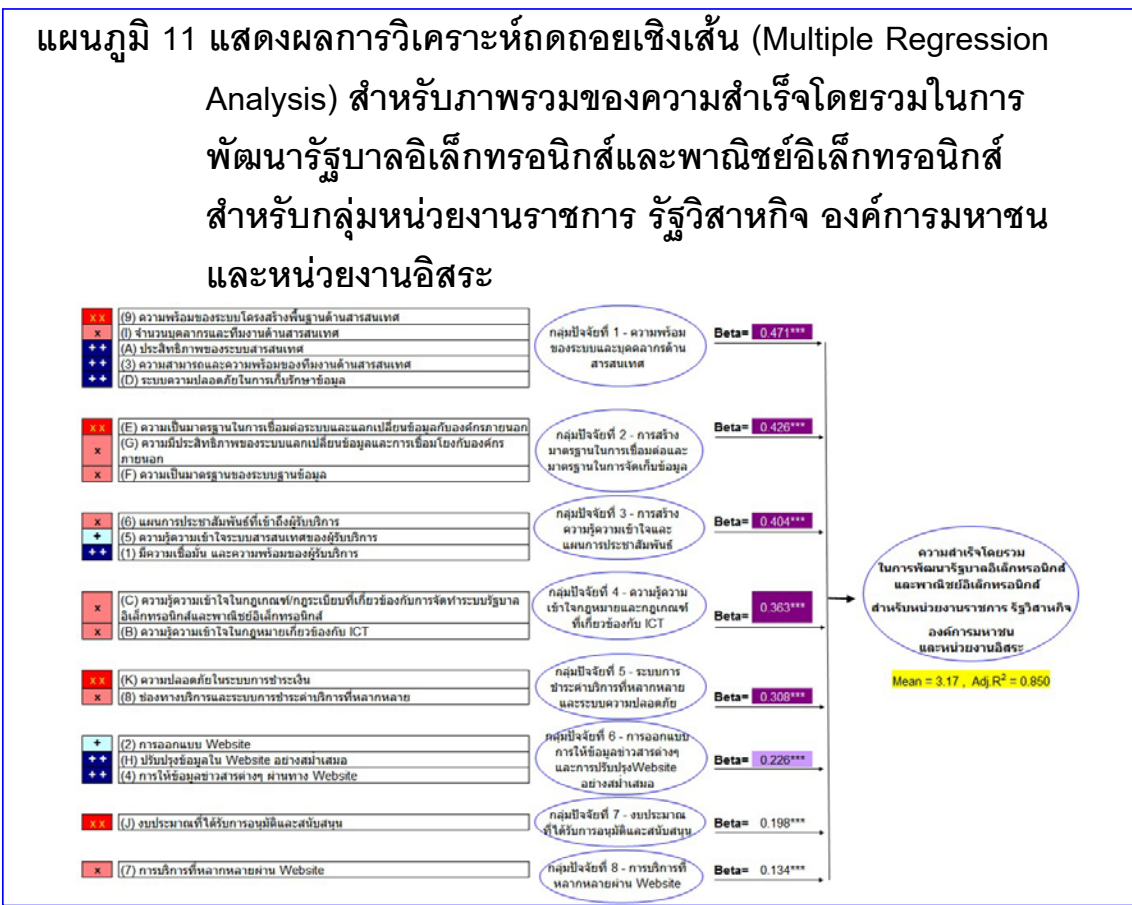 แผนภูมิ 11 แสดงผลการวิเคราะห์ถดถอยเชิงเส้น (Multiple Regression
Analysis) สำหรับภาพรวมของความสำเร็จโดยรวมในการ
พัฒนารัฐบาลอิเล็กทรอนิกส์และพาณิชย์อิเล็กทรอนิกส์
สำหรับกลุ่มหน่วยงานราชการ รัฐวิสาหกิจ องค์การมหาชน
และหน่วยงานอิสระ
x x (9) ความพร้อมของระบบโครงสร้างพื้นฐานด้านสารสนเทศ
x (I) จำนวนบุคลากรและทีมงานด้านสารสนเทศ
+ + (A) ประสิทธิภาพของระบบสารสนเทศ
+ + (3) ความสามารถและความพร้อมของทีมงานด้านสารสนเทศ
+ + (D) ระบบความปลอดภัยในการเก็บรักษาข้อมูล
กลุ่มปัจจัยที่ 1 - ความพร้อม
ของระบบและบุคคลากรด้าน
สารสนเทศ
Beta= 0.471***
x x (E) ความเป็นมาตรฐานในการเชื่อมต่อระบบและแลกเปลี่ยนข้อมูลกับองค์กรภายนอก
x (G) ความมีประสิทธิภาพของระบบแลกเปลี่ยนข้อมูลและการเชื่อมโยงกับองค์กร
ภายนอก
x (F) ความเป็นมาตรฐานของระบบฐานข้อมูล
กลุ่มปัจจัยที่ 2 - การสร้าง
มาตรฐานในการเชื่อมต่อและ
มาตรฐานในการจัดเก็บข้อมูล
Beta= 0.426***
x (6) แผนการประชาสัมพันธ์ที่เข้าถึงผู้รับบริการ
+ (5) ความรู้ความเข้าใจระบบสารสนเทศของผู้รับบริการ
+ + (1) มีความเชื่อมั่น และความพร้อมของผู้รับบริการ
กลุ่มปัจจัยที่ 3 - การสร้าง
ความรู้ความเข้าใจและ
แผนการประชาสัมพันธ์
Beta= 0.404***
x (C) ความรู้ความเข้าใจในกฎเกณฑ์/กฎระเบียบที่เกี่ยวข้องกับการจัดทำระบบรัฐบาล
อิเล็กทรอนิกส์และพาณิชย์อิเล็กทรอนิกส์
x (B) ความรู้ความเข้าใจในกฎหมายเกี่ยวข้องกับ ICT
กลุ่มปัจจัยที่ 4 - ความรู้ความ
เข้าใจกฎหมายและกฎเกณฑ์
ที่เกี่ยวข้องกับ ICT
Beta= 0.363***
x x (K) ความปลอดภัยในระบบการชำระเงิน
x (8) ช่องทางบริการและระบบการชำระค่าบริการที่หลากหลาย
กลุ่มปัจจัยที่ 5 - ระบบการ
ชำระค่าบริการที่หลากหลาย
และระบบความปลอดภัย
Beta= 0.308***
+ (2) การออกแบบ Website
+ + (H) ปรับปรุงข้อมูลใน Website อย่างสม่ำเสมอ
+ + (4) การให้ข้อมูลข่าวสารต่างๆ ผ่านทาง Website
กลุ่มปัจจัยที่ 6 - การออกแบบ
การให้ข้อมูลข่าวสารต่างๆ
และการปรับปรุงWebsite
อย่างสม่ำเสมอ
Beta= 0.226***
x x (J) งบประมาณที่ได้รับการอนุมัติและสนับสนุน
กลุ่มปัจจัยที่ 7 - งบประมาณ
ที่ได้รับการอนุมัติและสนับสนุน
Beta= 0.198***
x (7) การบริการที่หลากหลายผ่าน Website
กลุ่มปัจจัยที่ 8 - การบริการที่
หลากหลายผ่าน Website
Beta= 0.134***
ความสำเร็จโดยรวม
ในการพัฒนารัฐบาลอิเล็กทรอนิกส์
และพาณิชย์อิเล็กทรอนิกส์
สำหรับหน่วยงานราชการ รัฐวิสาหกิจ
องค์การมหาชน
และหน่วยงานอิสระ
Mean = 3.17 , Adj.R² = 0.850